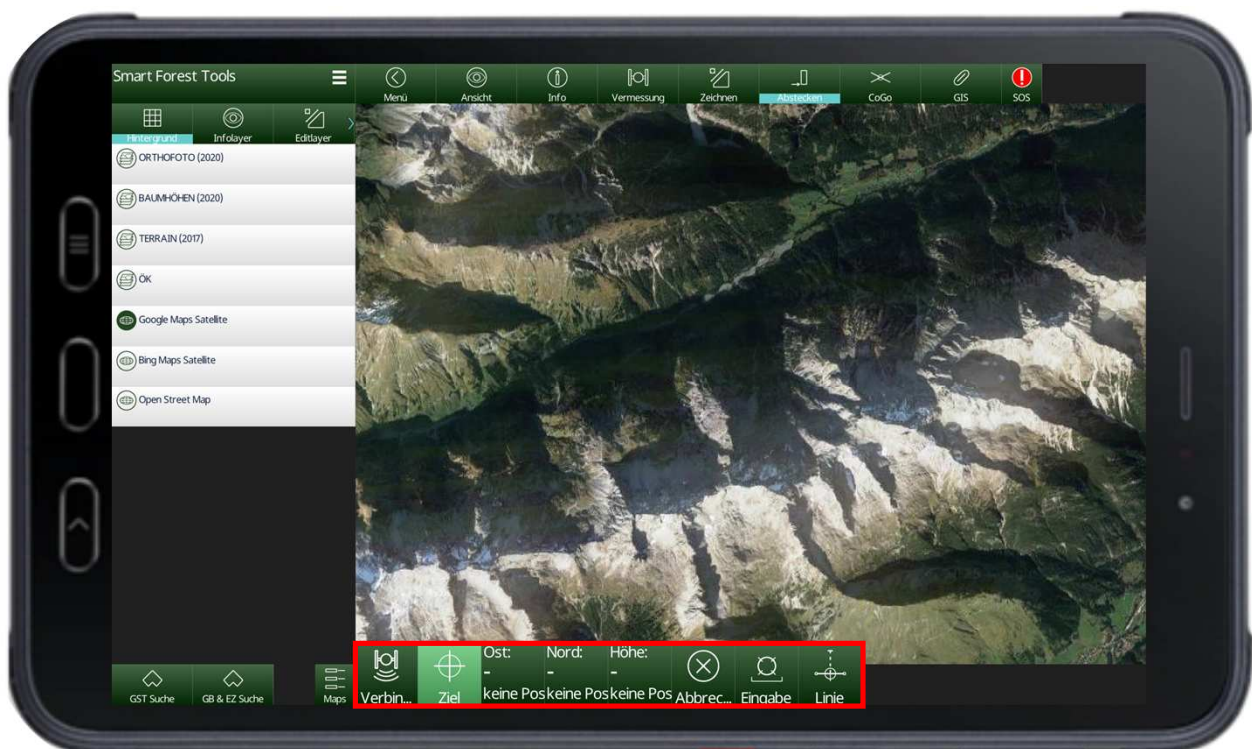 Smart Forest Tools
Menü
Ansicht
Info
Vermessung
Zeichnen
Abstecken
CoGo
GIS
SOS
Hintergrund
Infolayer
Editlayer
ORTHOFOTO (2020)
BAUMHÖHEN (2020)
TERRAIN (2017)
ÖK
Google Maps Satellite
Bing Maps Satellite
Open Street Map
GST Suche
GB & EZ Suche
Maps
Verbin...
Ziel
Ost:
-
keine Pos
Nord:
-
keine Pos
Höhe:
-
keine Pos
Abbrec...
Eingabe
Linie